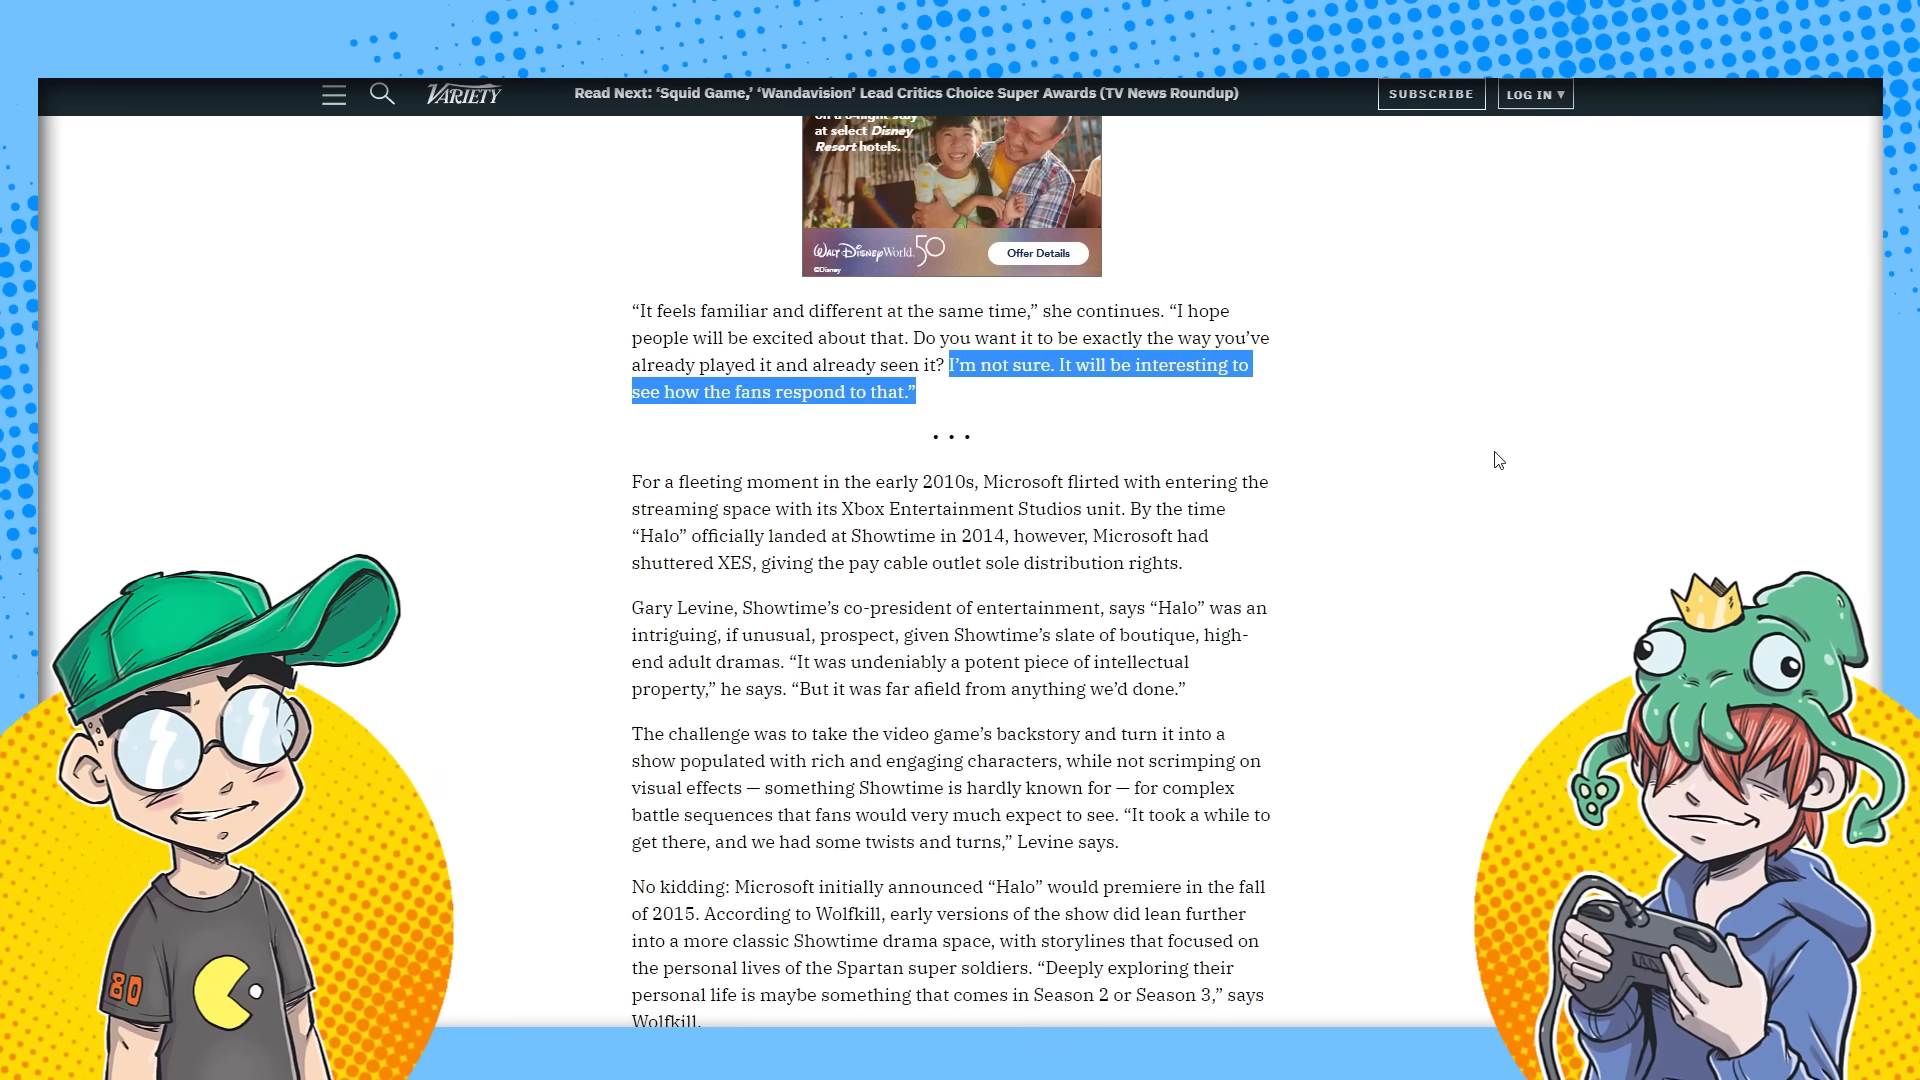 VARIETY
Read Next: ‘Squid Game,’ ‘Wandavision’ Lead Critics Choice Super Awards (TV News Roundup)
SUBSCRIBE
LOG IN ▾
at select Disney
Resort hotels.
Walt Disney World. 50
Offer Details
©Disney
“It feels familiar and different at the same time,” she continues. “I hope
people will be excited about that. Do you want it to be exactly the way you’ve
already played it and already seen it? I’m not sure. It will be interesting to
see how the fans respond to that.”
• • •
For a fleeting moment in the early 2010s, Microsoft flirted with entering the
streaming space with its Xbox Entertainment Studios unit. By the time
“Halo” officially landed at Showtime in 2014, however, Microsoft had
shuttered XES, giving the pay cable outlet sole distribution rights.
Gary Levine, Showtime’s co-president of entertainment, says “Halo” was an
intriguing, if unusual, prospect, given Showtime’s slate of boutique, high-
end adult dramas. “It was undeniably a potent piece of intellectual
property,” he says. “But it was far afield from anything we’d done.”
The challenge was to take the video game’s backstory and turn it into a
show populated with rich and engaging characters, while not scrimping on
visual effects — something Showtime is hardly known for — for complex
battle sequences that fans would very much expect to see. “It took a while to
get there, and we had some twists and turns,” Levine says.
No kidding: Microsoft initially announced “Halo” would premiere in the fall
of 2015. According to Wolfkill, early versions of the show did lean further
into a more classic Showtime drama space, with storylines that focused on
the personal lives of the Spartan super soldiers. “Deeply exploring their
personal life is maybe something that comes in Season 2 or Season 3,” says
Wolfkill.
80